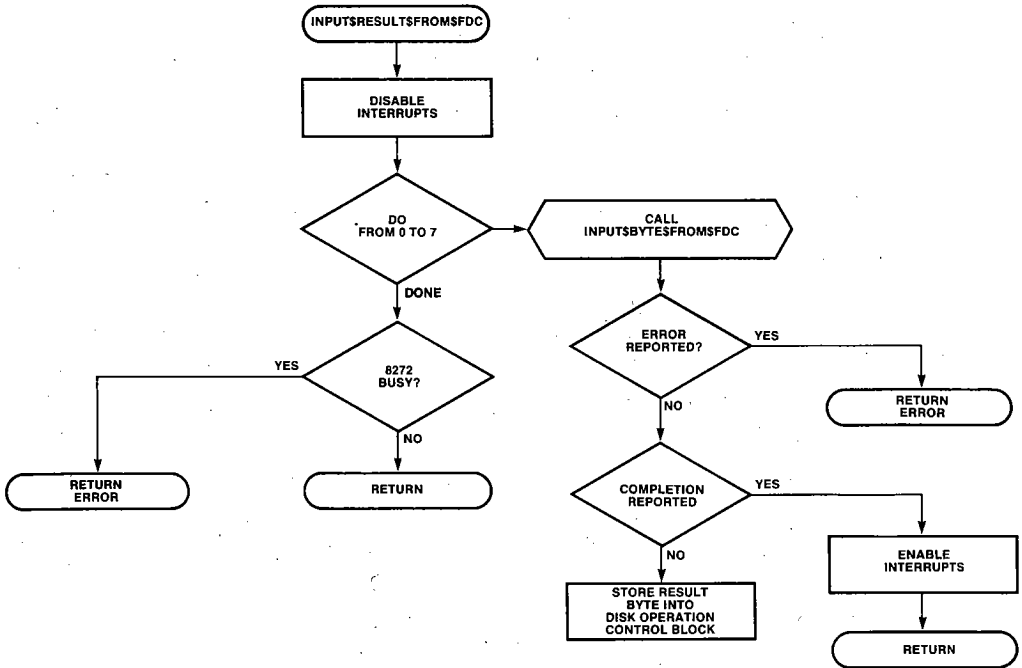 INPUT$RESULT$FROM$FDC
DISABLE
INTERRUPTS
DO
FROM 0 TO 7
CALL
INPUT$BYTE$FROM$FDC
DONE
ERROR
REPORTED?
YES
YES
8272
BUSY?
RETURN
ERROR
NO
NO
RETURN
ERROR
RETURN
COMPLETION
REPORTED
YES
NO
ENABLE
INTERRUPTS
STORE RESULT
BYTE INTO
DISK OPERATION
CONTROL BLOCK
RETURN